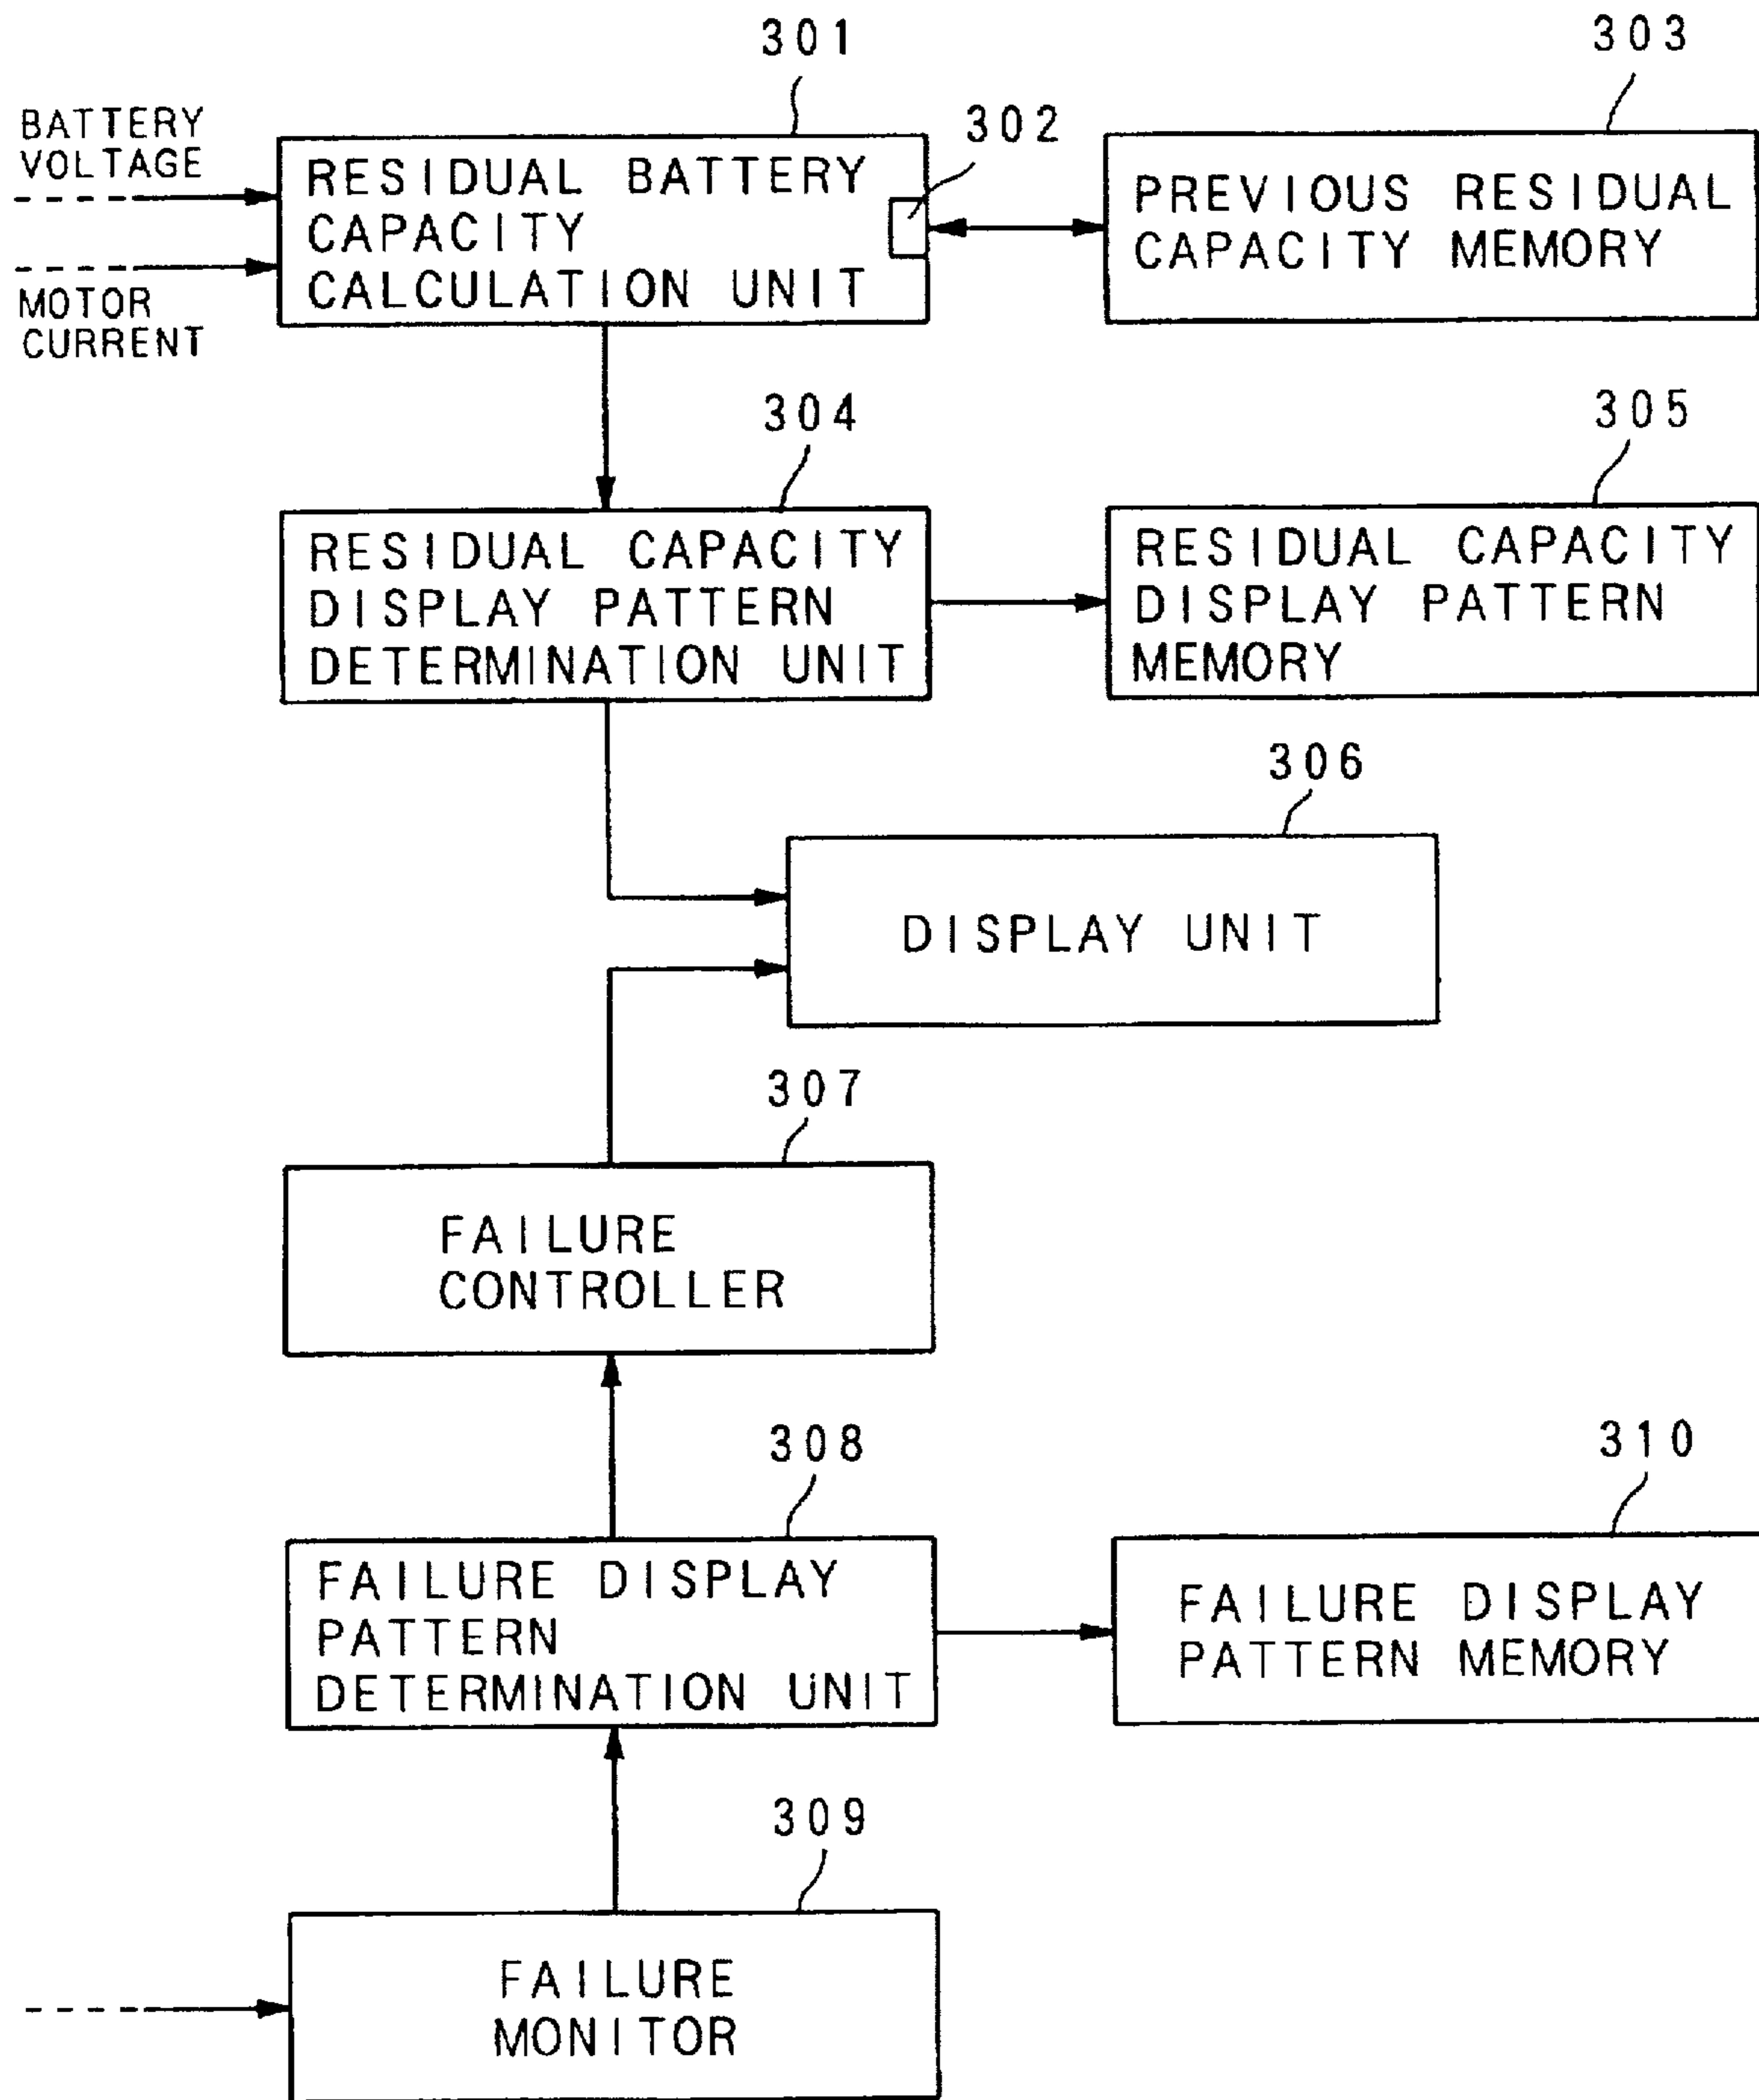 301
303
BATTERY
VOLTAGE
302
RESIDUAL BATTERY
CAPACITY
CALCULATION UNIT
PREVIOUS RESIDUAL
CAPACITY MEMORY
MOTOR
CURRENT
304
305
RESIDUAL CAPACITY
DISPLAY PATTERN
DETERMINATION UNIT
RESIDUAL CAPACITY
DISPLAY PATTERN
MEMORY
306
DISPLAY UNIT
307
FAILURE
CONTROLLER
308
310
FAILURE DISPLAY
PATTERN
DETERMINATION UNIT
FAILURE DISPLAY
PATTERN MEMORY
309
FAILURE
MONITOR